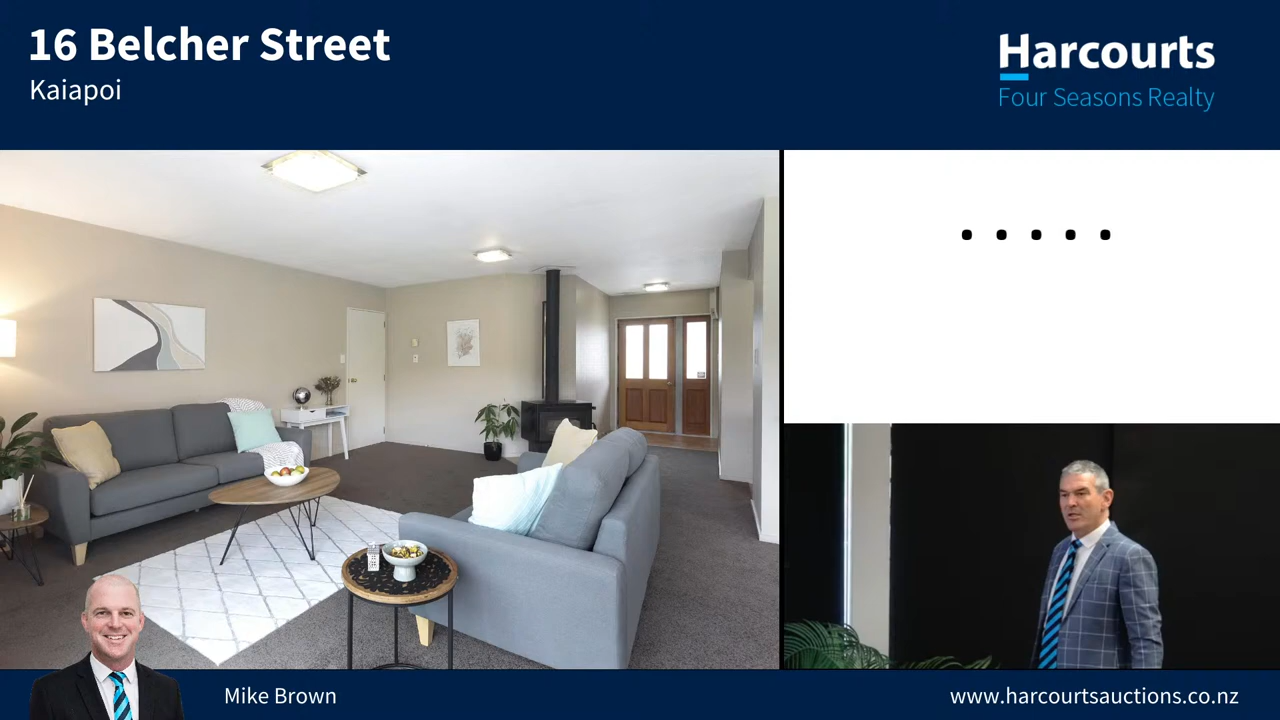 16 Belcher Street
Kaiapoi
Harcourts
Four Seasons Realty
.....
Mike Brown
www.harcourtsauctions.co.nz